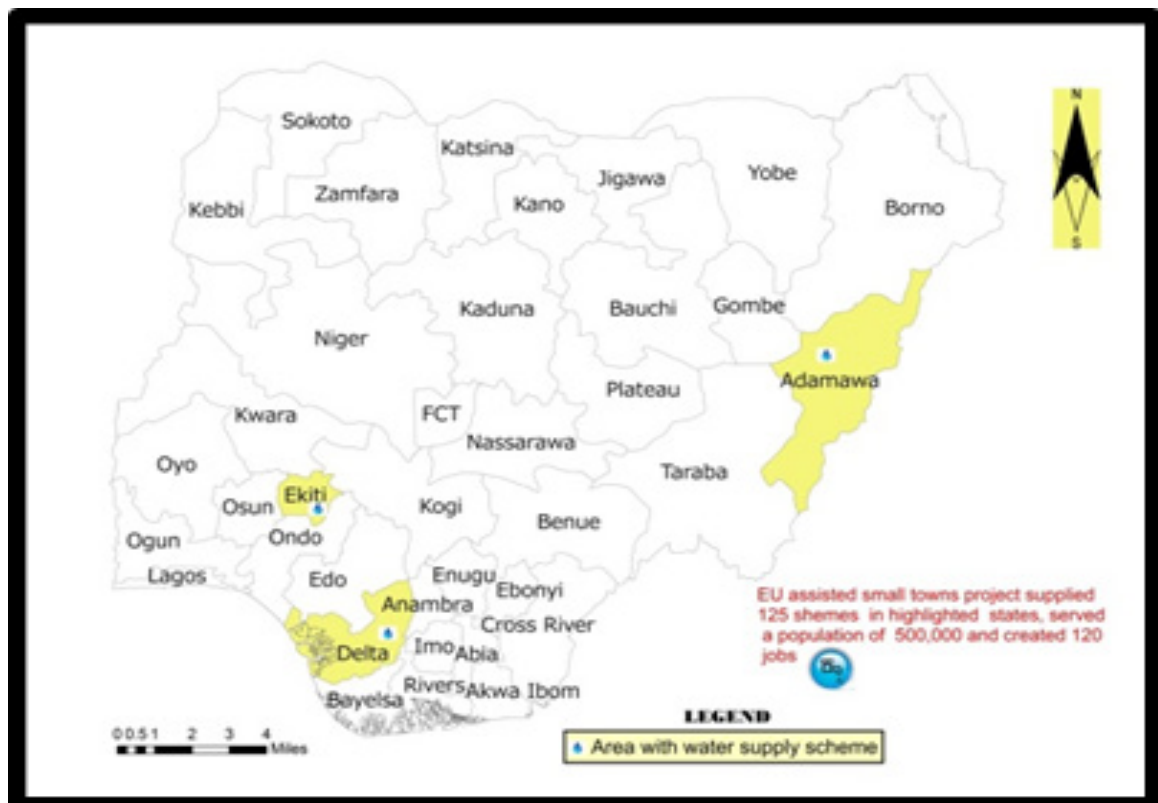 N
Sokoto
Katsina
Yobe
Jigawa
Zamfara
Kano
Kebbi
Borno
S
Kaduna
Bauchi
Gombe
Niger
Adamawa
Plateau
Kwara
FCT
Nassarawa
Oyo
Taraba
Ekiti
Osun
Kogi
Benue
Ogun
Ondo
Lagos
Edo
Enugu
Ebonyi
Anambra
Cross River
Delta
Imo
Abia
Rivers
Akwa Ibom
Bayelsa
EU assisted small towns project supplied
125 shemes in highlighted states, served
a population of 500,000 and created 120
jobs
LEGEND
Area with water supply scheme
0 0.5 1 2 3 4
Miles